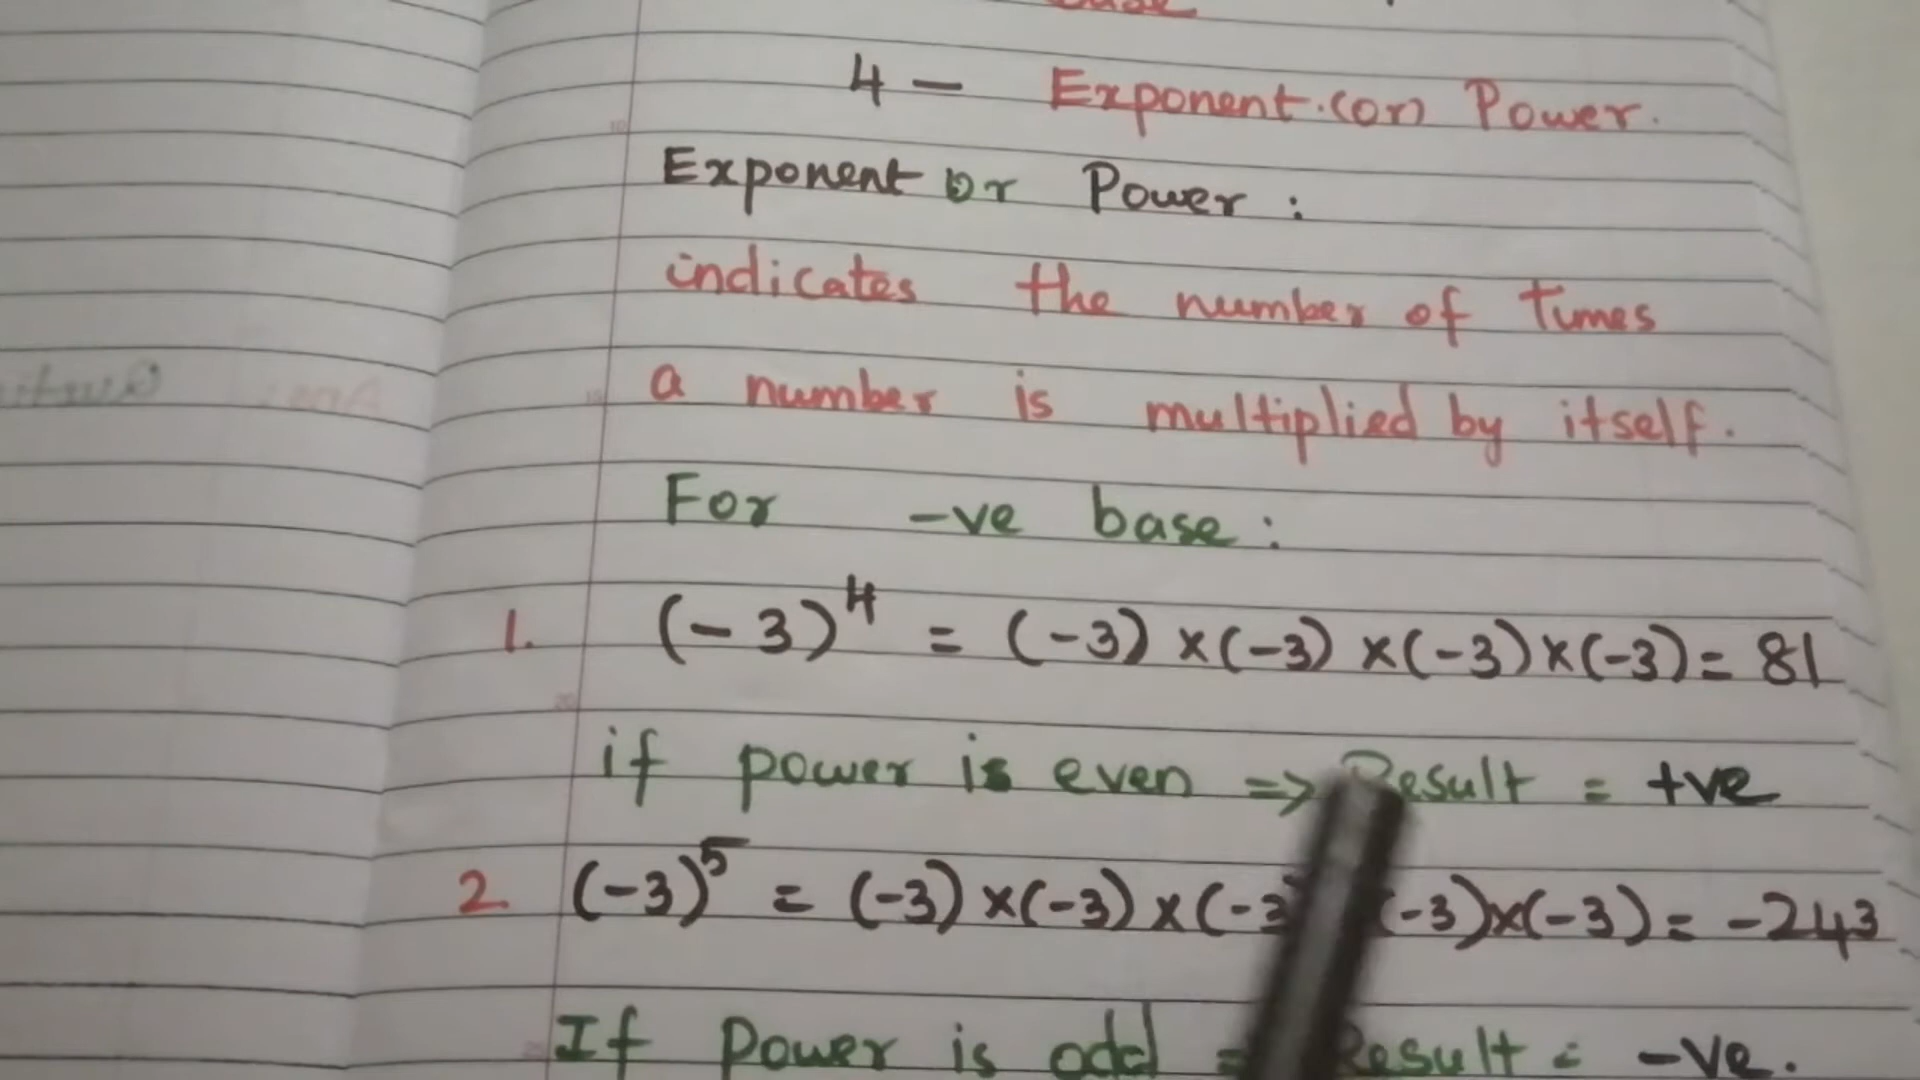 4 — Exponent (or) Power.
Exponent or Power :
indicates the number of times
a number is multiplied by itself.
For -ve base :
1. (-3)⁴ = (-3) × (-3) × (-3) × (-3) = 81
if power is even => Result = +ve
2. (-3)⁵ = (-3) × (-3) × (-3 (-3) × (-3) = -243
If Power is odd = Result = -ve.